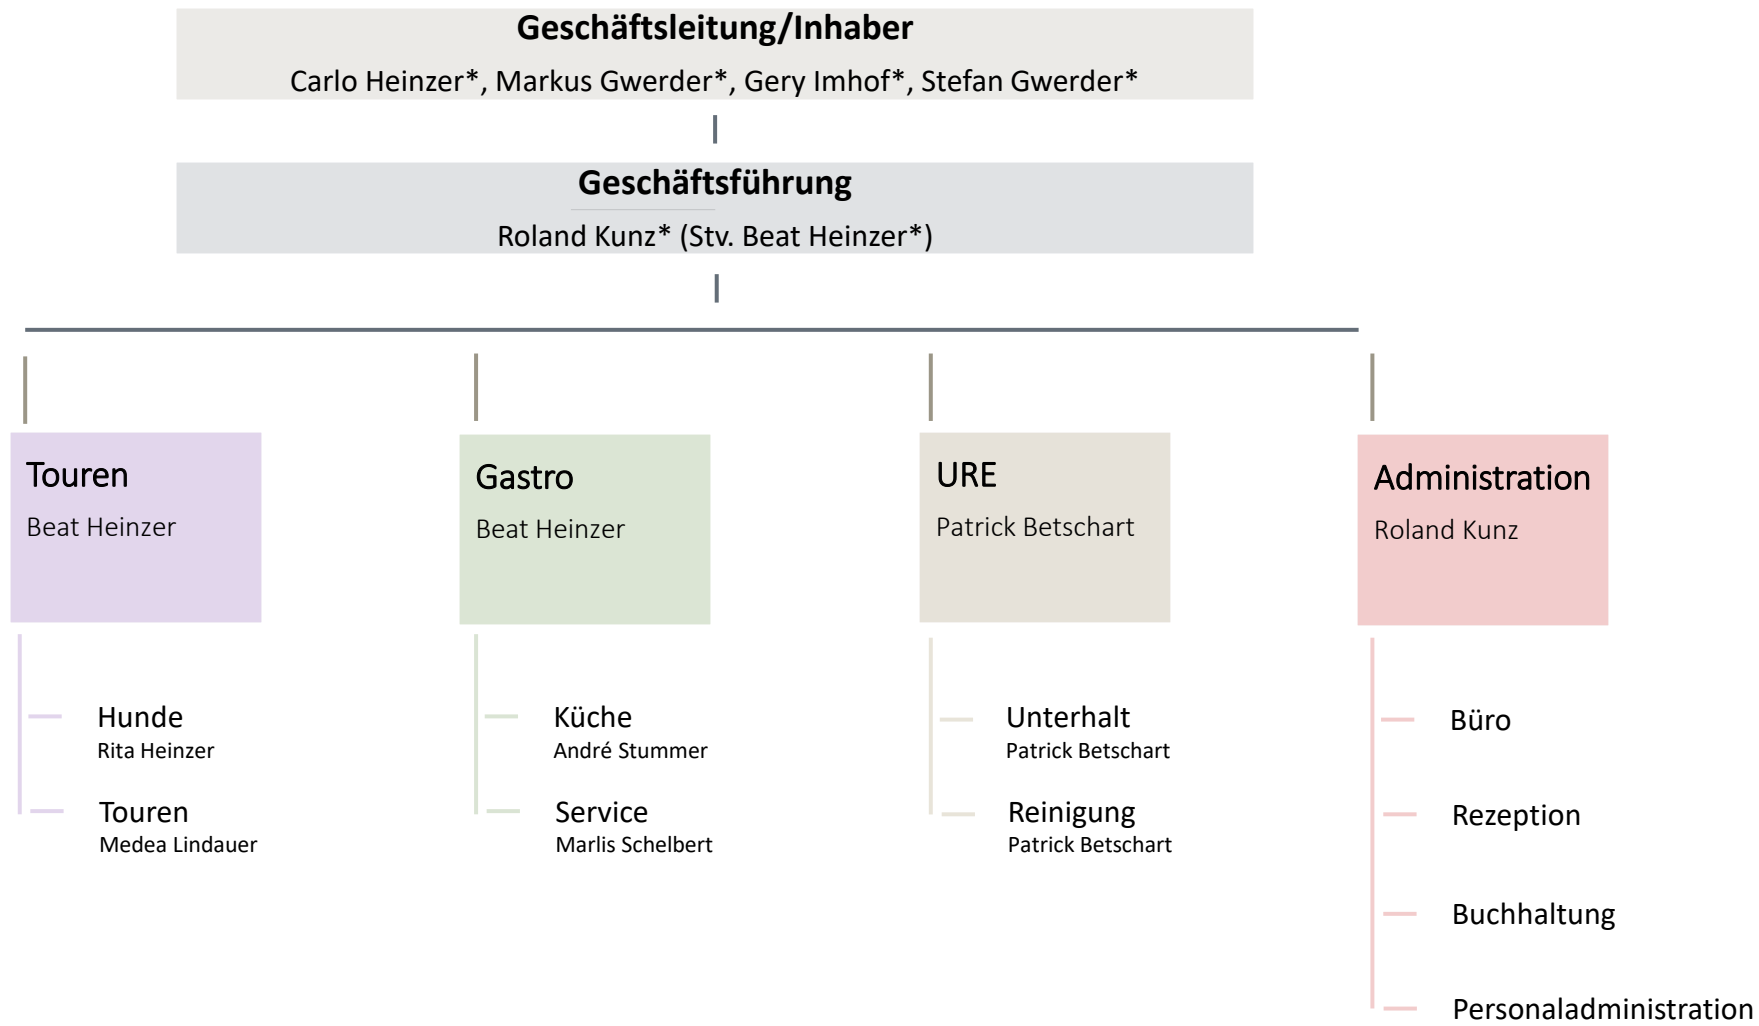 Geschäftsleitung/Inhaber
Carlo Heinzer*, Markus Gwerder*, Gery Imhof*, Stefan Gwerder*
Geschäftsführung
Roland Kunz* (Stv. Beat Heinzer*)
Touren
Beat Heinzer
Hunde
Rita Heinzer
Touren
Medea Lindauer
Gastro
Beat Heinzer
Küche
André Stummer
Service
Marlis Schelbert
URE
Patrick Betschart
Unterhalt
Patrick Betschart
Reinigung
Patrick Betschart
Administration
Roland Kunz
Büro
Rezeption
Buchhaltung
Personaladministration